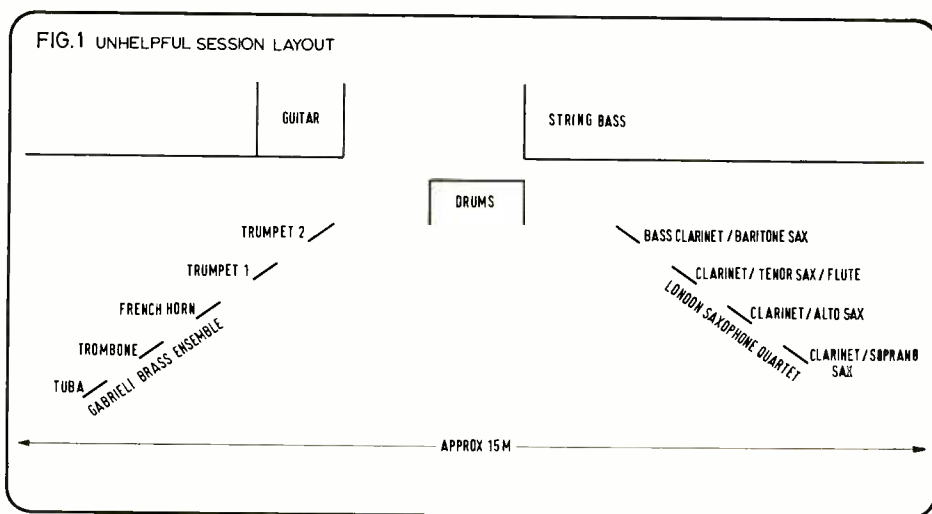 FIG.1 UNHELPFUL SESSION LAYOUT
GUITAR
STRING BASS
DRUMS
TRUMPET 2
TRUMPET 1
FRENCH HORN
TROMBONE
TUBA
GABRIELI BRASS ENSEMBLE
BASS CLARINET / BARITONE SAX
CLARINET / TENOR SAX / FLUTE
CLARINET / ALTO SAX
CLARINET / SOPRANO
SAX
LONDON SAXOPHONE QUARTET
APPROX 15M